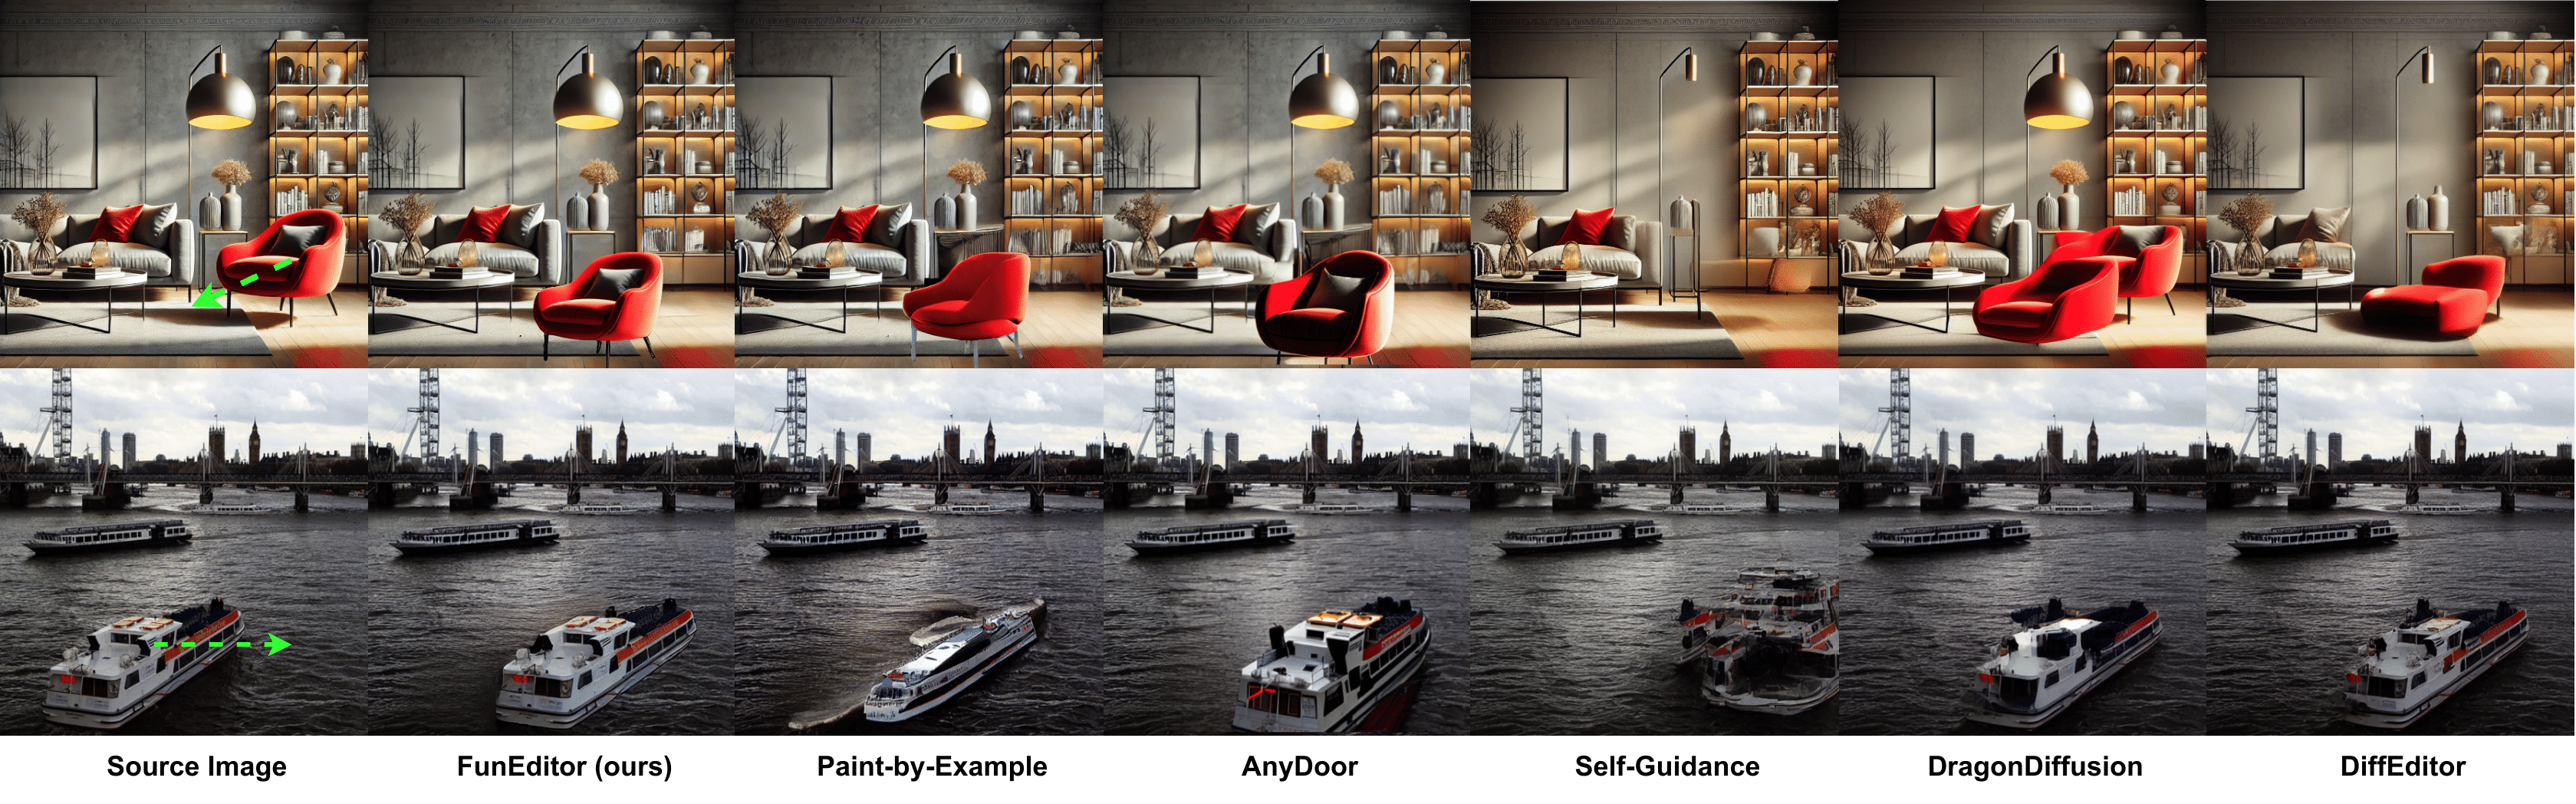 Source Image
FunEditor (ours)
Paint-by-Example
AnyDoor
Self-Guidance
DragonDiffusion
DiffEditor